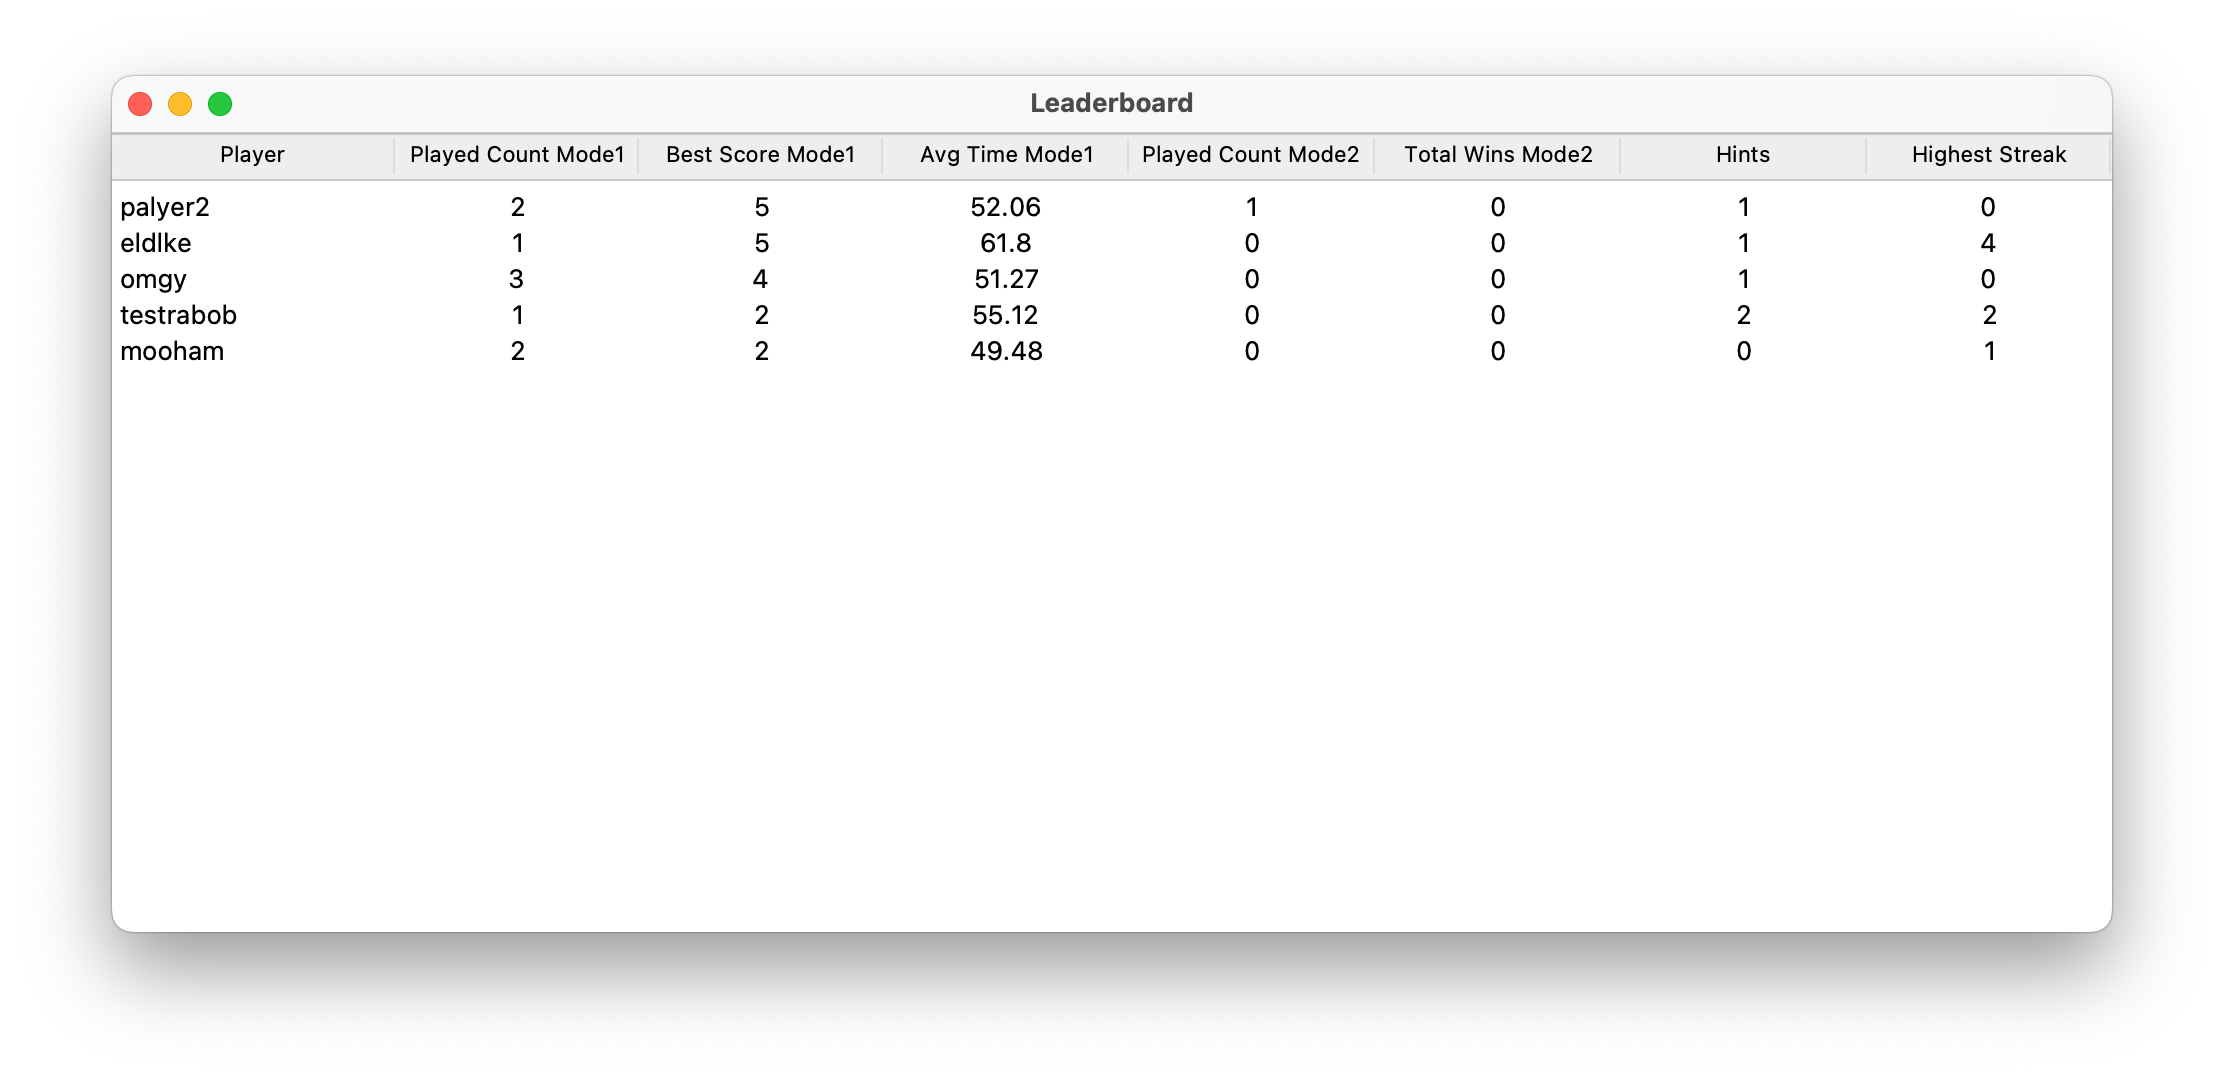 Leaderboard
Player Played Count Mode1 Best Score Mode1 Avg Time Mode1 Played Count Mode2 Total Wins Mode2 Hints Highest Streak
palyer2 2 5 52.06 1 0 1 0
eldlke 1 5 61.8 0 0 1 4
omgy 3 4 51.27 0 0 1 0
testrabob 1 2 55.12 0 0 2 2
mooham 2 2 49.48 0 0 0 1